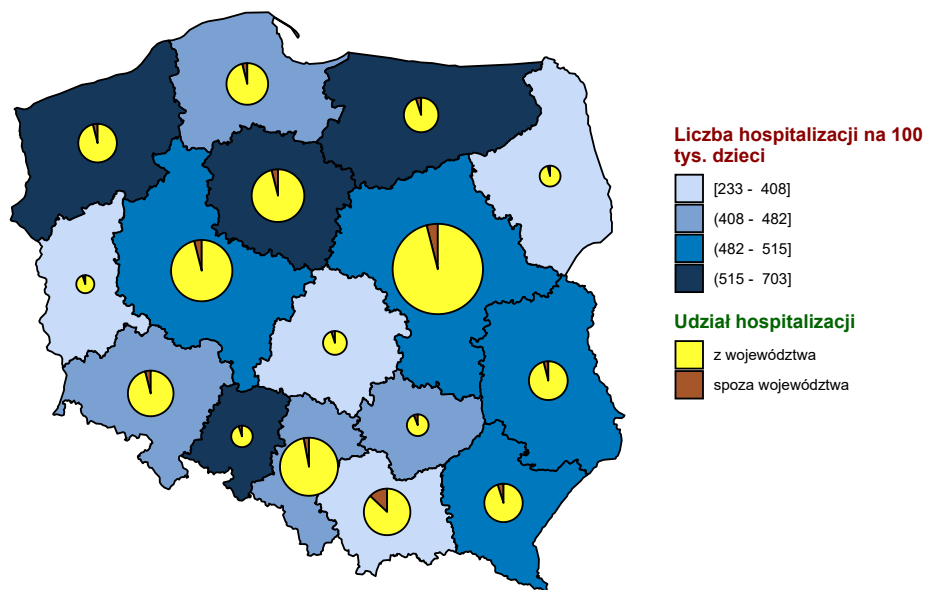 Liczba hospitalizacji na 100
tys. dzieci
[233 - 408]
(408 - 482]
(482 - 515]
(515 - 703]
Udział hospitalizacji
z województwa
spoza województwa